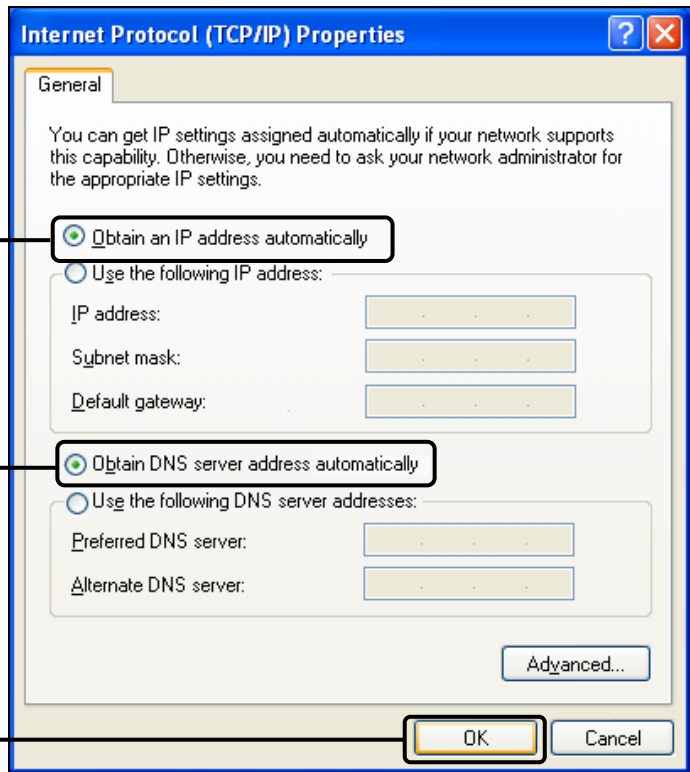 Internet Protocol (TCP/IP) Properties
General
You can get IP settings assigned automatically if your network supports
this capability. Otherwise, you need to ask your network administrator for
the appropriate IP settings.
Obtain an IP address automatically
Use the following IP address:
IP address:
Subnet mask:
Default gateway:
Obtain DNS server address automatically
Use the following DNS server addresses:
Preferred DNS server:
Alternate DNS server:
Advanced...
OK
Cancel